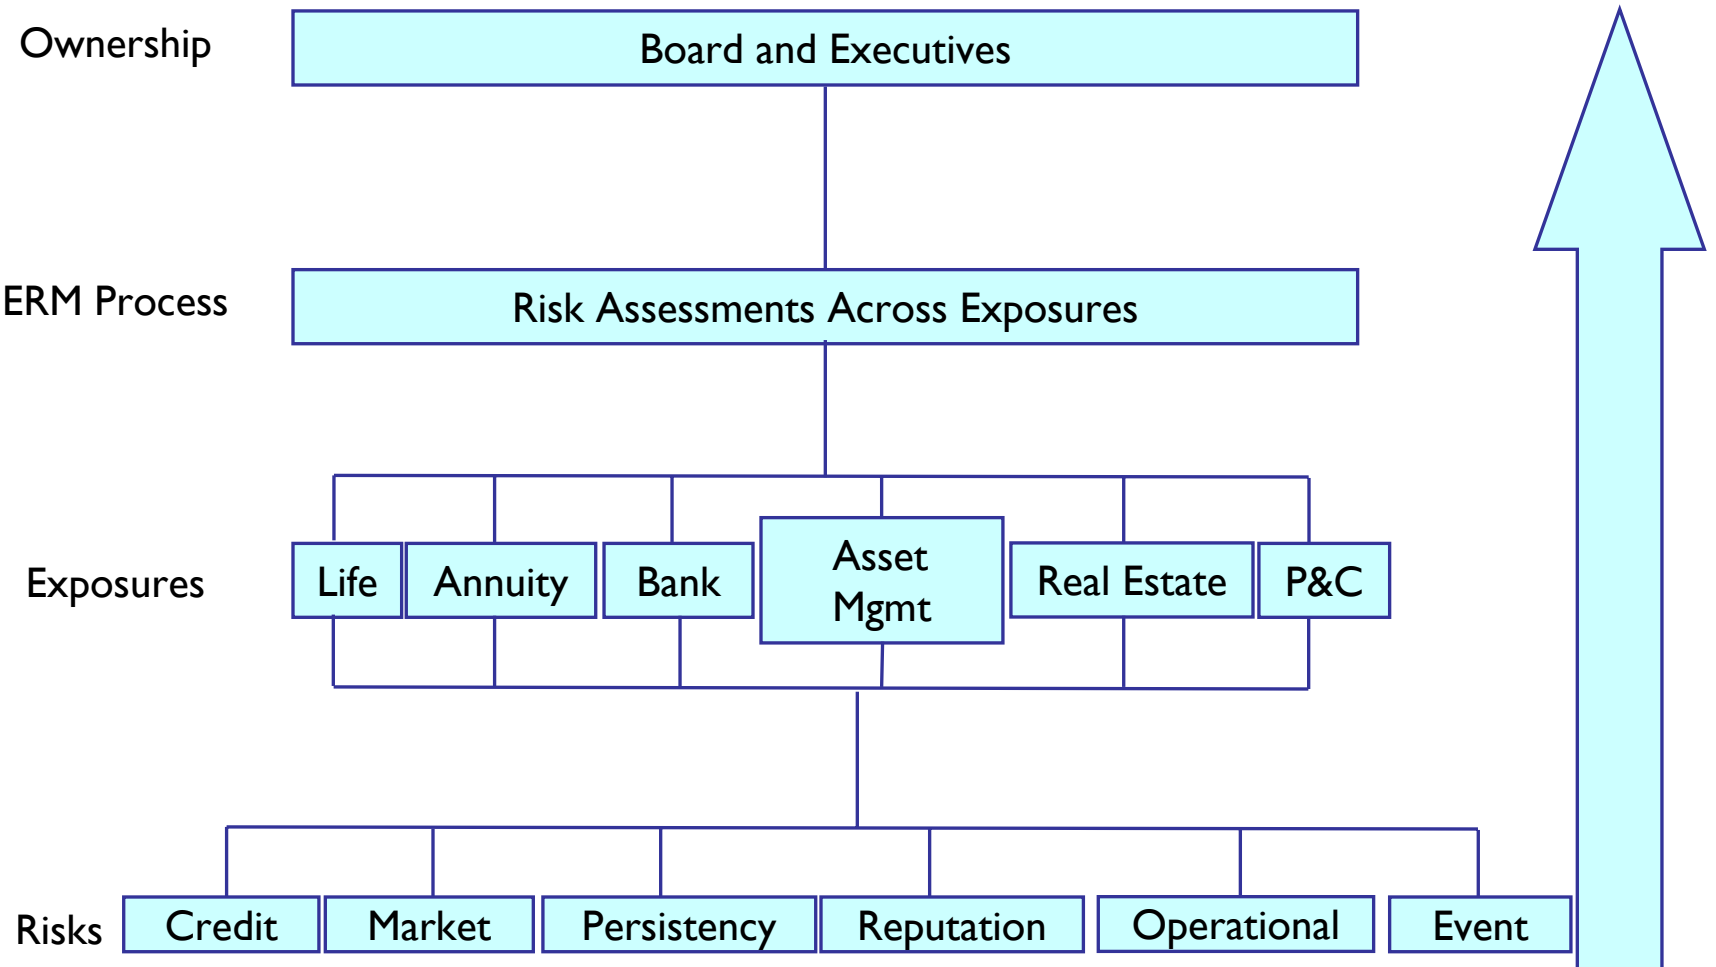 Ownership
Board and Executives
ERM Process
Risk Assessments Across Exposures
Exposures
Life
Annuity
Bank
Asset
Mgmt
Real Estate
P&C
Risks
Credit
Market
Persistency
Reputation
Operational
Event